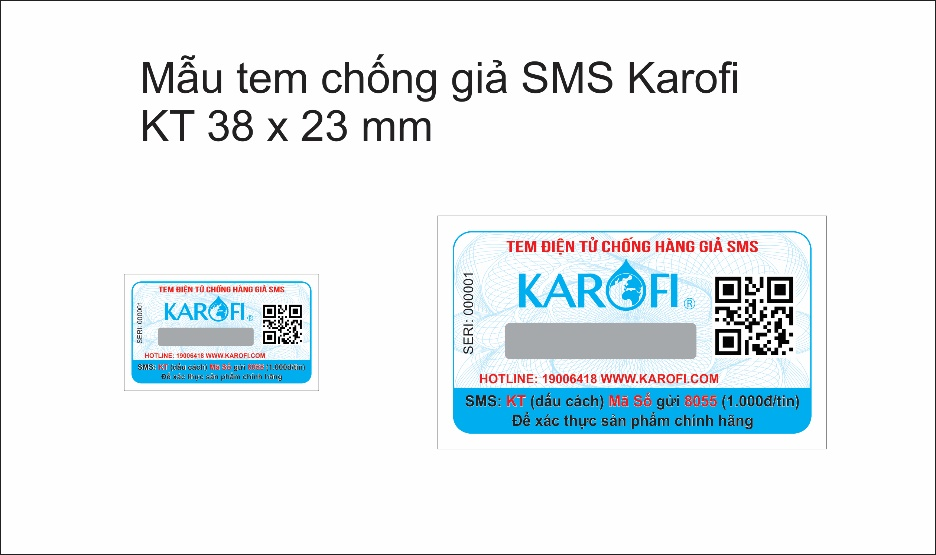 Mẫu tem chống giả SMS Karofi
KT 38 x 23 mm
TEM ĐIỆN TỬ CHỐNG HÀNG GIẢ SMS
KAROFI ®
SERI: 000001
HOTLINE: 19006418 WWW.KAROFI.COM
SMS: KT (dấu cách) Mã Số gửi 8055 (1.000đ/tin)
Để xác thực sản phẩm chính hãng
TEM ĐIỆN TỬ CHỐNG HÀNG GIẢ SMS
KAROFI ®
SERI: 000001
HOTLINE: 19006418 WWW.KAROFI.COM
SMS: KT (dấu cách) Mã Số gửi 8055 (1.000đ/tin)
Để xác thực sản phẩm chính hãng